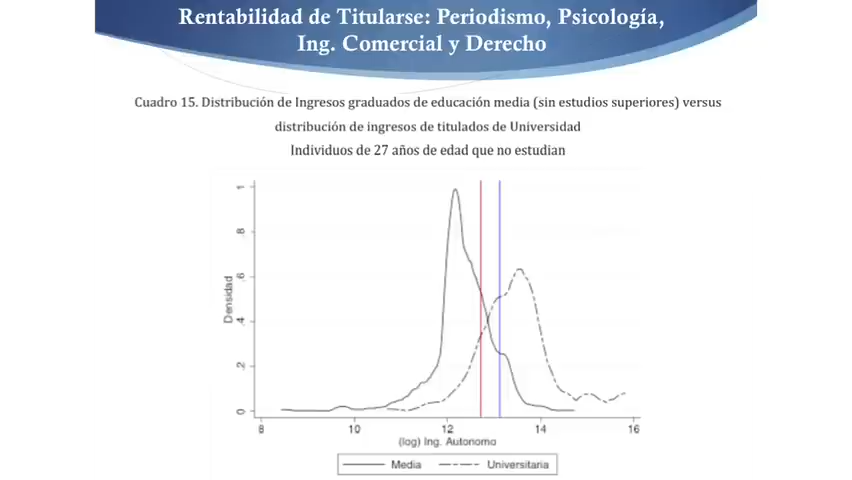 Rentabilidad de Titularse: Periodismo, Psicología,
Ing. Comercial y Derecho
Cuadro 15. Distribución de Ingresos graduados de educación media (sin estudios superiores) versus
distribución de ingresos de titulados de Universidad
Individuos de 27 años de edad que no estudian
Densidad
1
.8
.6
.4
.2
0
8 10 12 14 16
(log) Ing. Autonomo
Media Universitaria